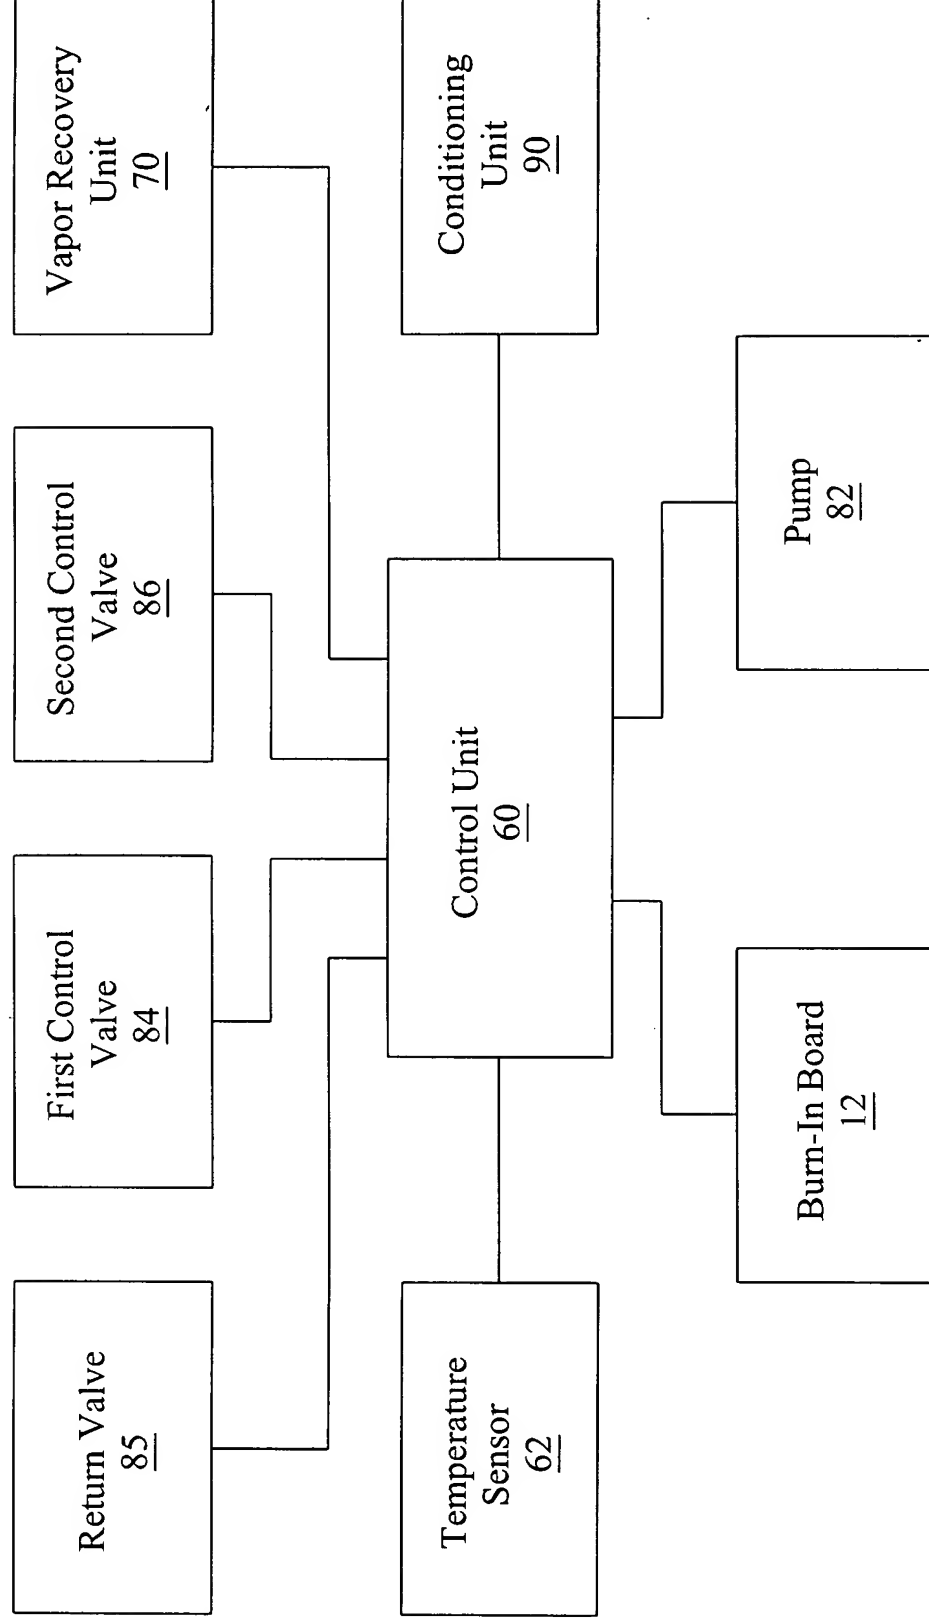 Return Valve
85
First Control
Valve
84
Second Control
Valve
86
Vapor Recovery
Unit
70
Temperature
Sensor
62
Control Unit
60
Conditioning
Unit
90
Burn-In Board
12
Pump
82